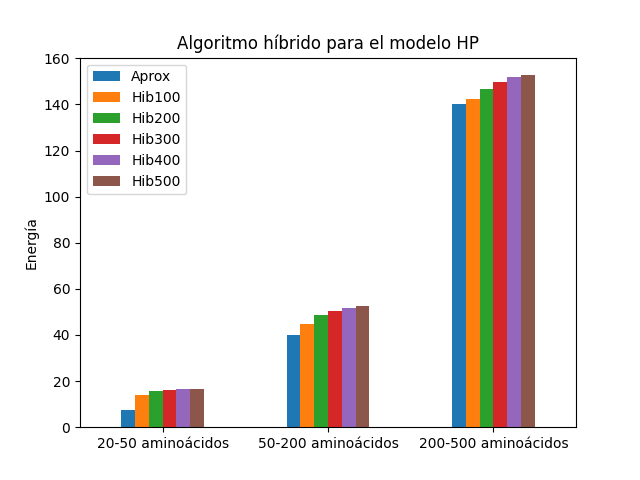 Algoritmo híbrido para el modelo HP
160
140
120
100
80
60
40
20
0
Energía
Aprox
Hib100
Hib200
Hib300
Hib400
Hib500
20-50 aminoácidos
50-200 aminoácidos
200-500 aminoácidos